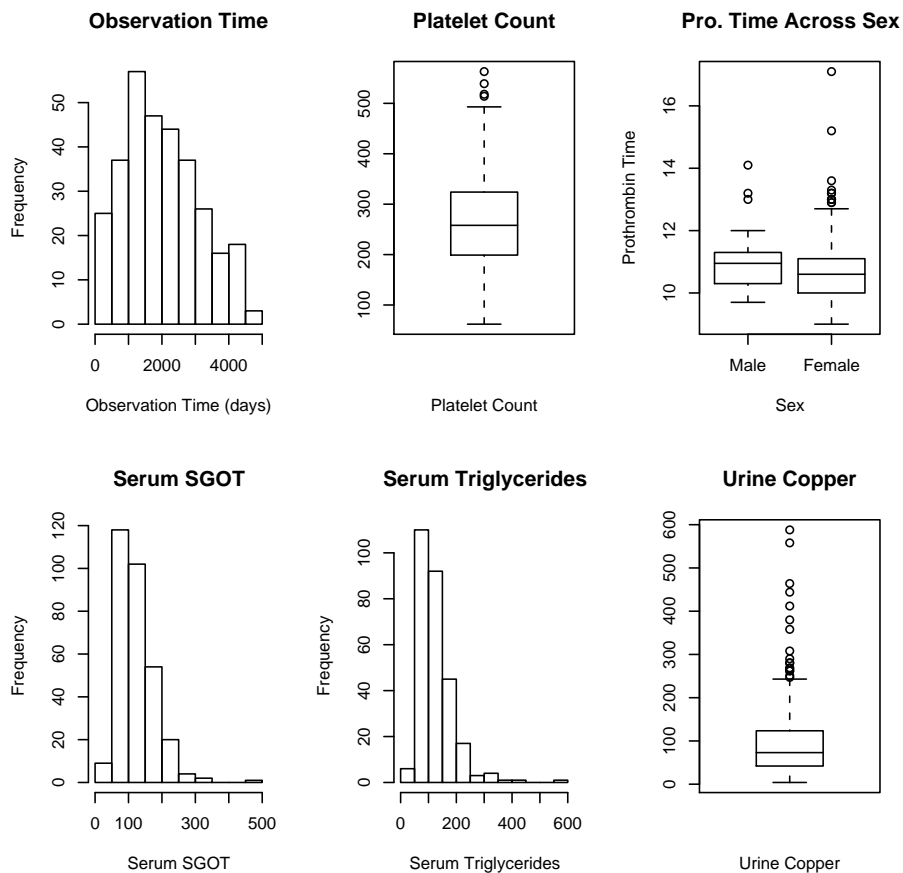 Observation Time
Frequency
0 10 20 30 40 50
0 2000 4000
Observation Time (days)
Platelet Count
100 200 300 400 500
Platelet Count
Pro. Time Across Sex
Prothrombin Time
10 12 14 16
Male Female
Sex
Serum SGOT
Frequency
0 20 40 60 80 100 120
0 100 300 500
Serum SGOT
Serum Triglycerides
Frequency
0 20 40 60 80 100
0 200 400 600
Serum Triglycerides
Urine Copper
0 100 200 300 400 500 600
Urine Copper